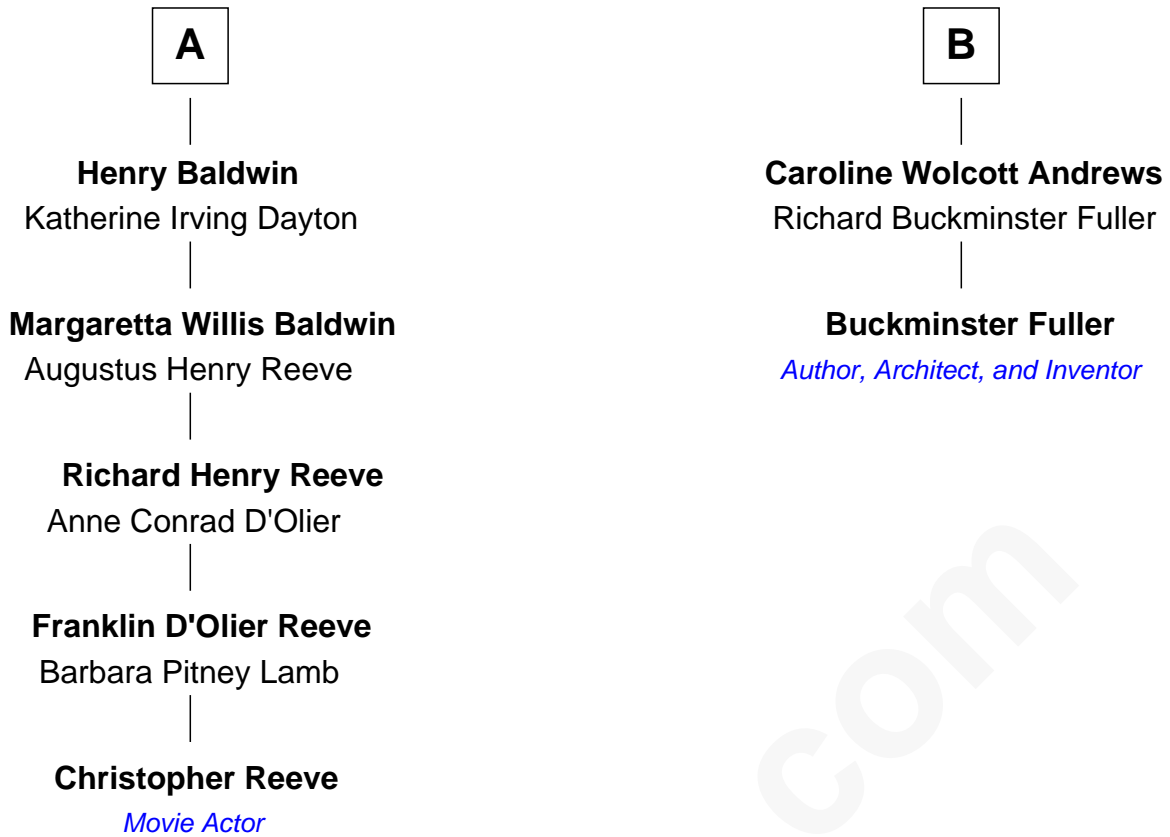 A
Henry Baldwin
Katherine Irving Dayton
Margaretta Willis Baldwin
Augustus Henry Reeve
Richard Henry Reeve
Anne Conrad D'Olier
Franklin D'Olier Reeve
Barbara Pitney Lamb
Christopher Reeve
Movie Actor
B
Caroline Wolcott Andrews
Richard Buckminster Fuller
Buckminster Fuller
Author, Architect, and Inventor
com